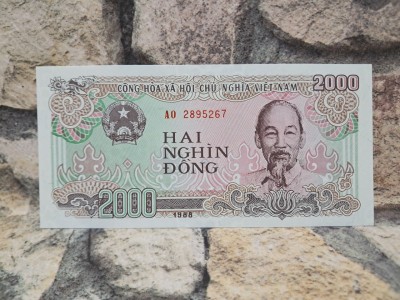 CỘNG HÒA XÃ HỘI CHỦ NGHĨA VIỆT NAM
2000
AO 2895267
HAI
NGHÌN
ĐỒNG
2000
1988